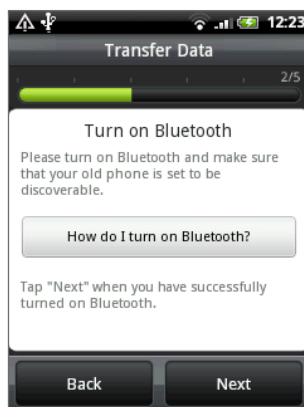 12:23
Transfer Data
2/5
Turn on Bluetooth
Please turn on Bluetooth and make sure
that your old phone is set to be
discoverable.
How do I turn on Bluetooth?
Tap "Next" when you have successfully
turned on Bluetooth.
Back Next